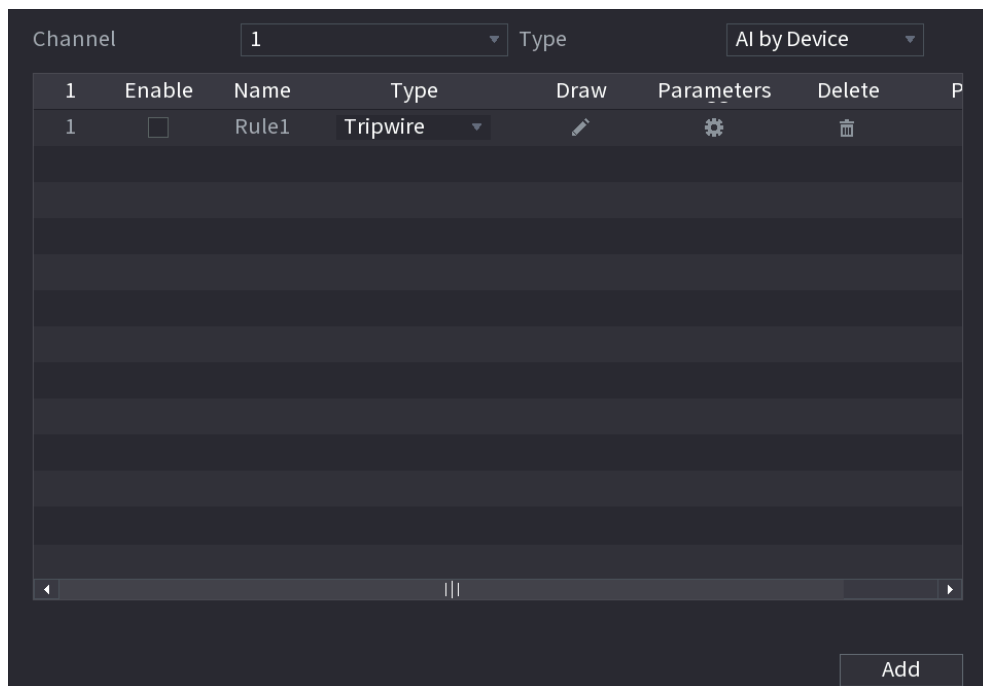 Channel 1 Type AI by Device
1 Enable Name Type Draw Parameters Delete P
1 Rule1 Tripwire
Add